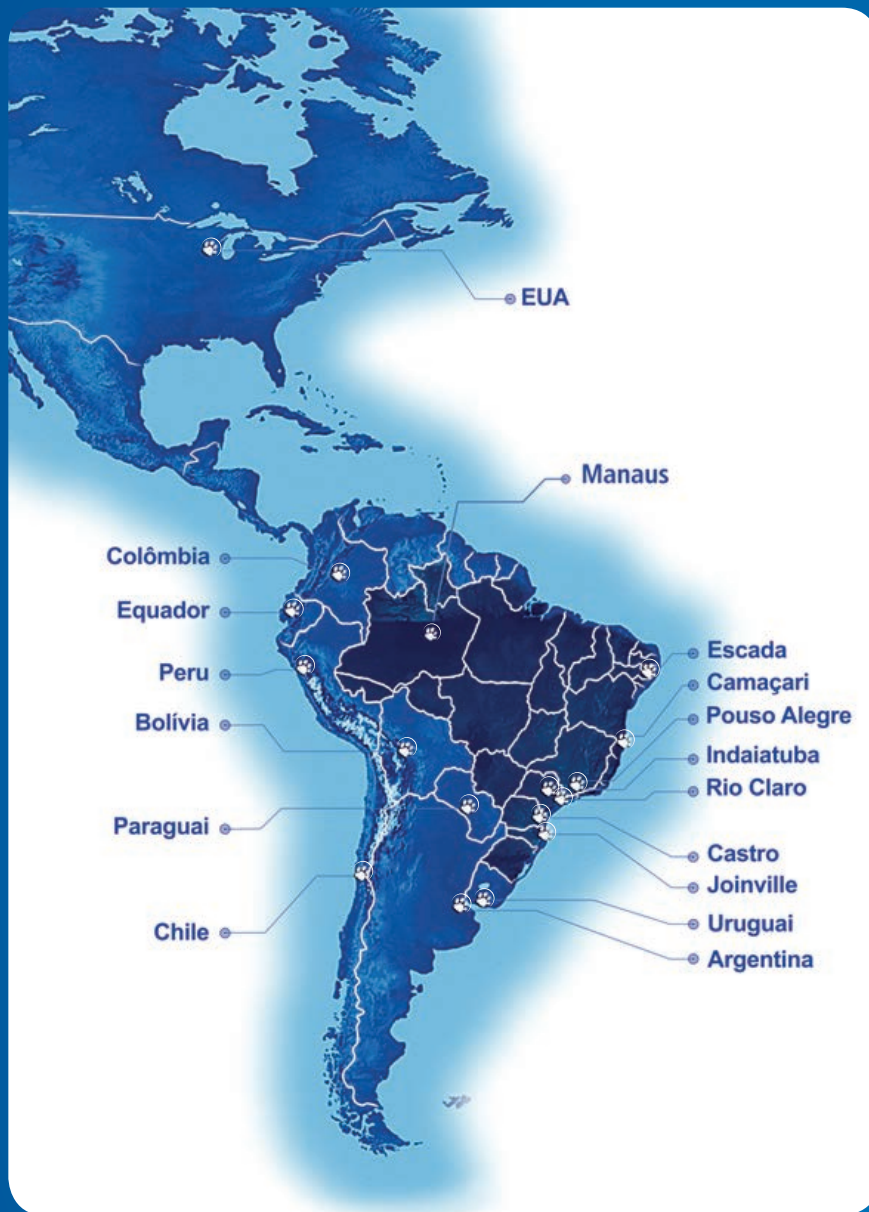 EUA
Manaus
Colômbia
Equador
Peru
Bolívia
Paraguai
Chile
Escada
Camaçari
Pouso Alegre
Indaiatuba
Rio Claro
Castro
Joinville
Uruguai
Argentina